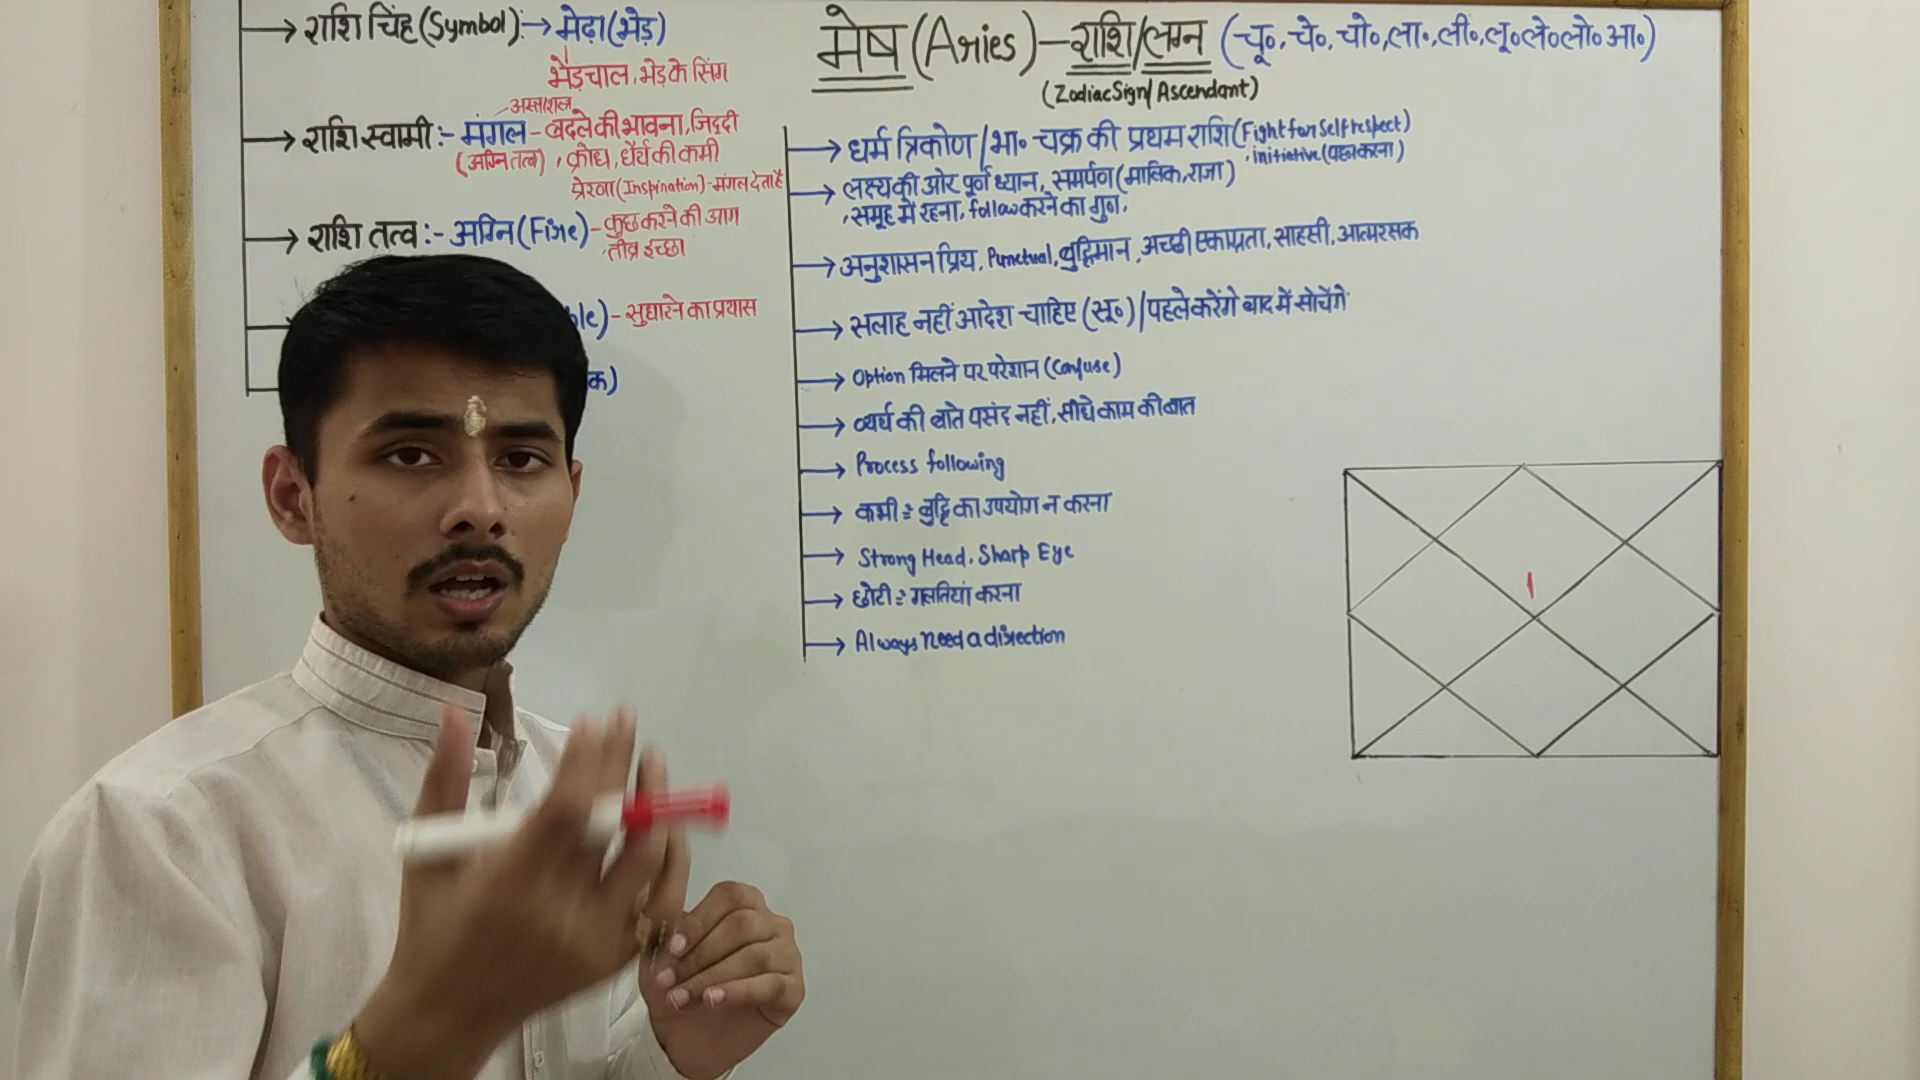 मेष (Aries) – राशि/लग्न (चू०, चे०, चो०, ला०, ली०, लू० ले० लो० आ०)
(Zodiac Sign/ Ascendant)
→ राशि चिंह (Symbol) :→ मेढ़ा (भेड़)
भेड़चाल, भेड़ के सिंग
अस्त्र/शस्त्र
→ राशि स्वामी :- मंगल – बदले की भावना, जिद्दी
(अग्नि तत्व) , क्रोध, धैर्य की कमी
प्रेरणा (Inspiration) - मंगल देता है
→ राशि तत्व :- अग्नि (Fire) – कुछ करने की आग
, तीव्र इच्छा
ble) – सुधारने का प्रयास
क)
→ धर्म त्रिकोण / भा० चक्र की प्रथम राशि (Fight for Self respect)
, initiative (पहल करना)
→ लक्ष्य की ओर पूर्ण ध्यान, समर्पण (मालिक, राजा)
, समूह में रहना, follow करने का गुण,
→ अनुशासन प्रिय, Punctual, बुद्धिमान, अच्छी एकाग्रता, साहसी, आत्मरक्षक
→ सलाह नहीं आदेश चाहिए (सू०) / पहले करेंगे बाद में सोचेंगे
→ Option मिलने पर परेशान (Confuse)
→ व्यर्थ की बाते पसंद नहीं, सीधे काम की बात
→ Process following
→ कमी := बुद्धि का उपयोग न करना
→ Strong Head, Sharp Eye
→ छोटी := गलतियां करना
→ Always need a direction
1